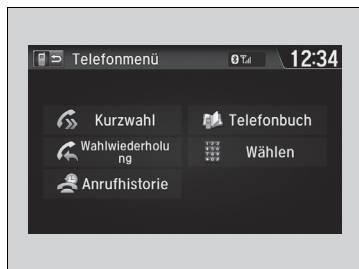 Telefonmenü
12:34
Kurzwahl
Telefonbuch
Wahlwiederholu
ng
Wählen
Anrufhistorie